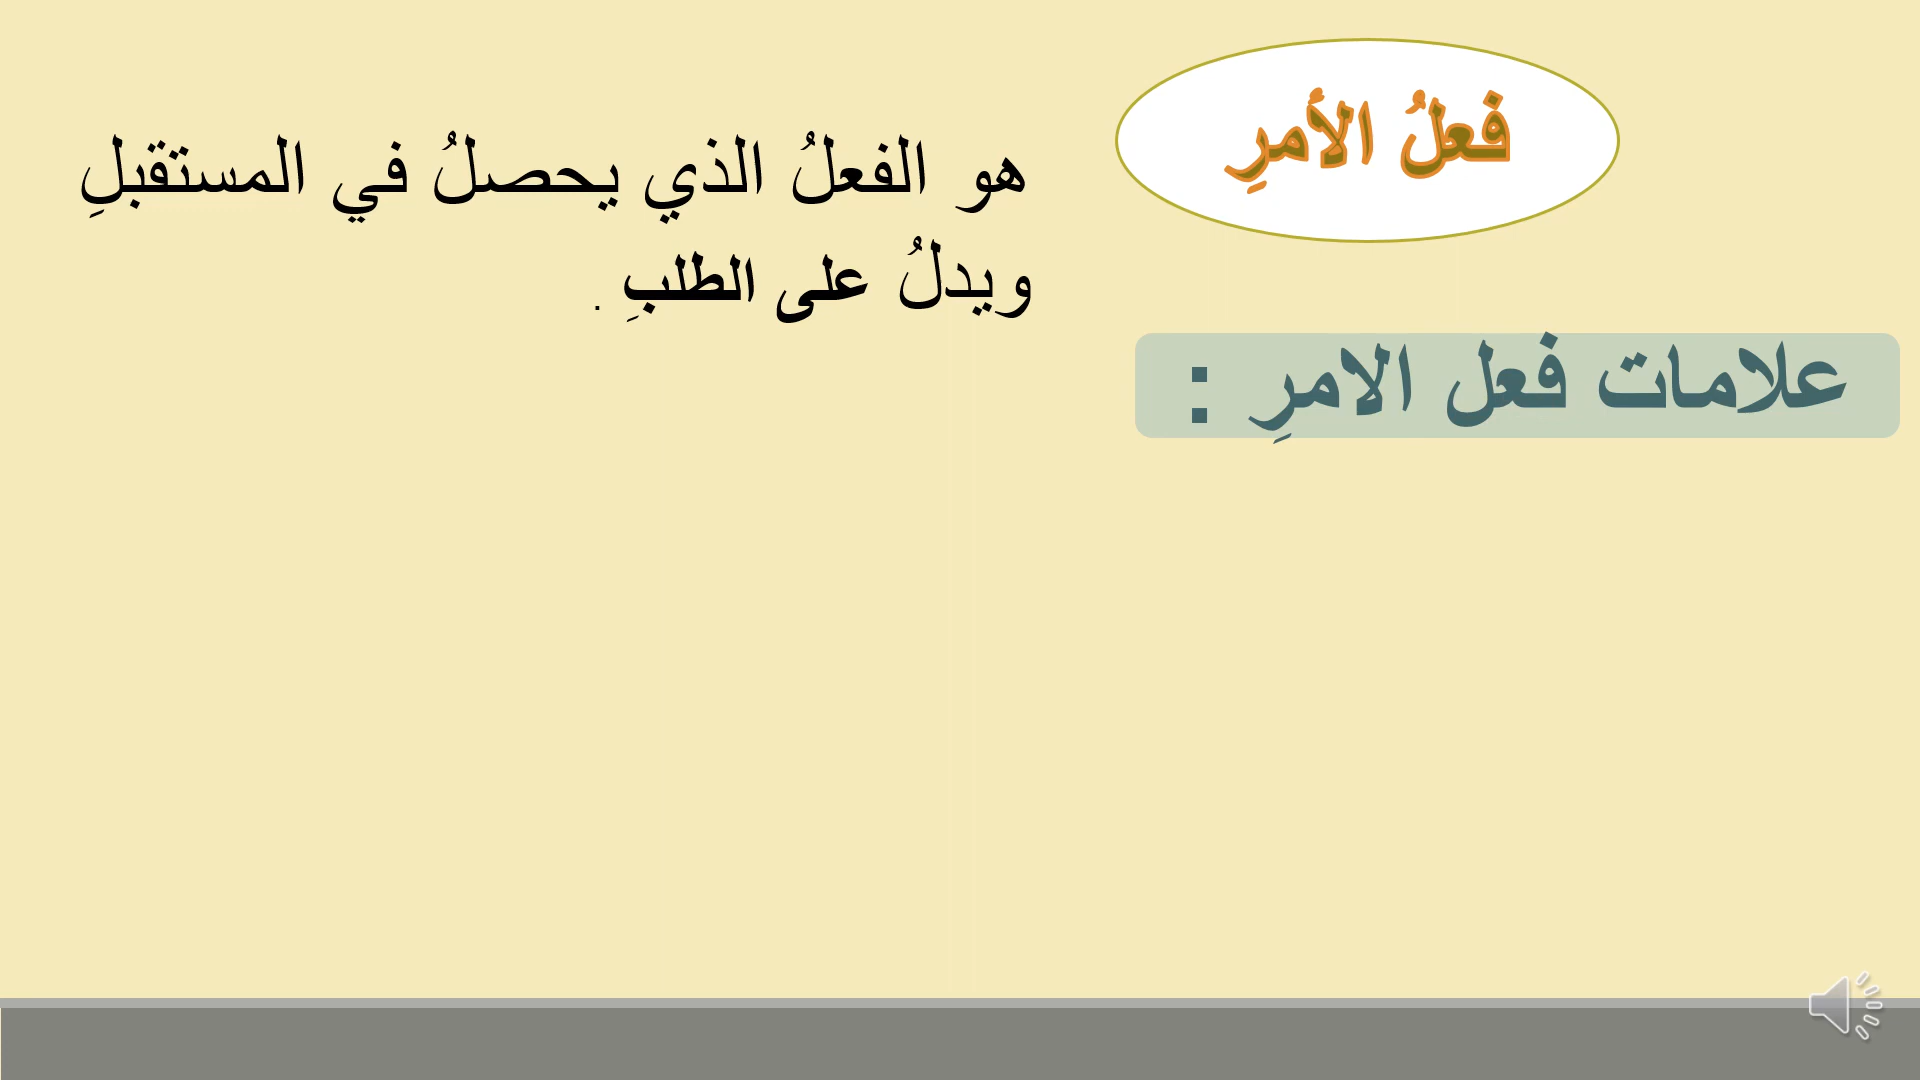 فعلُ الأمرِ
هو الفعلُ الذي يحصلُ في المستقبلِ
ويدلُ على الطلبِ .
علامات فعل الامرِ :